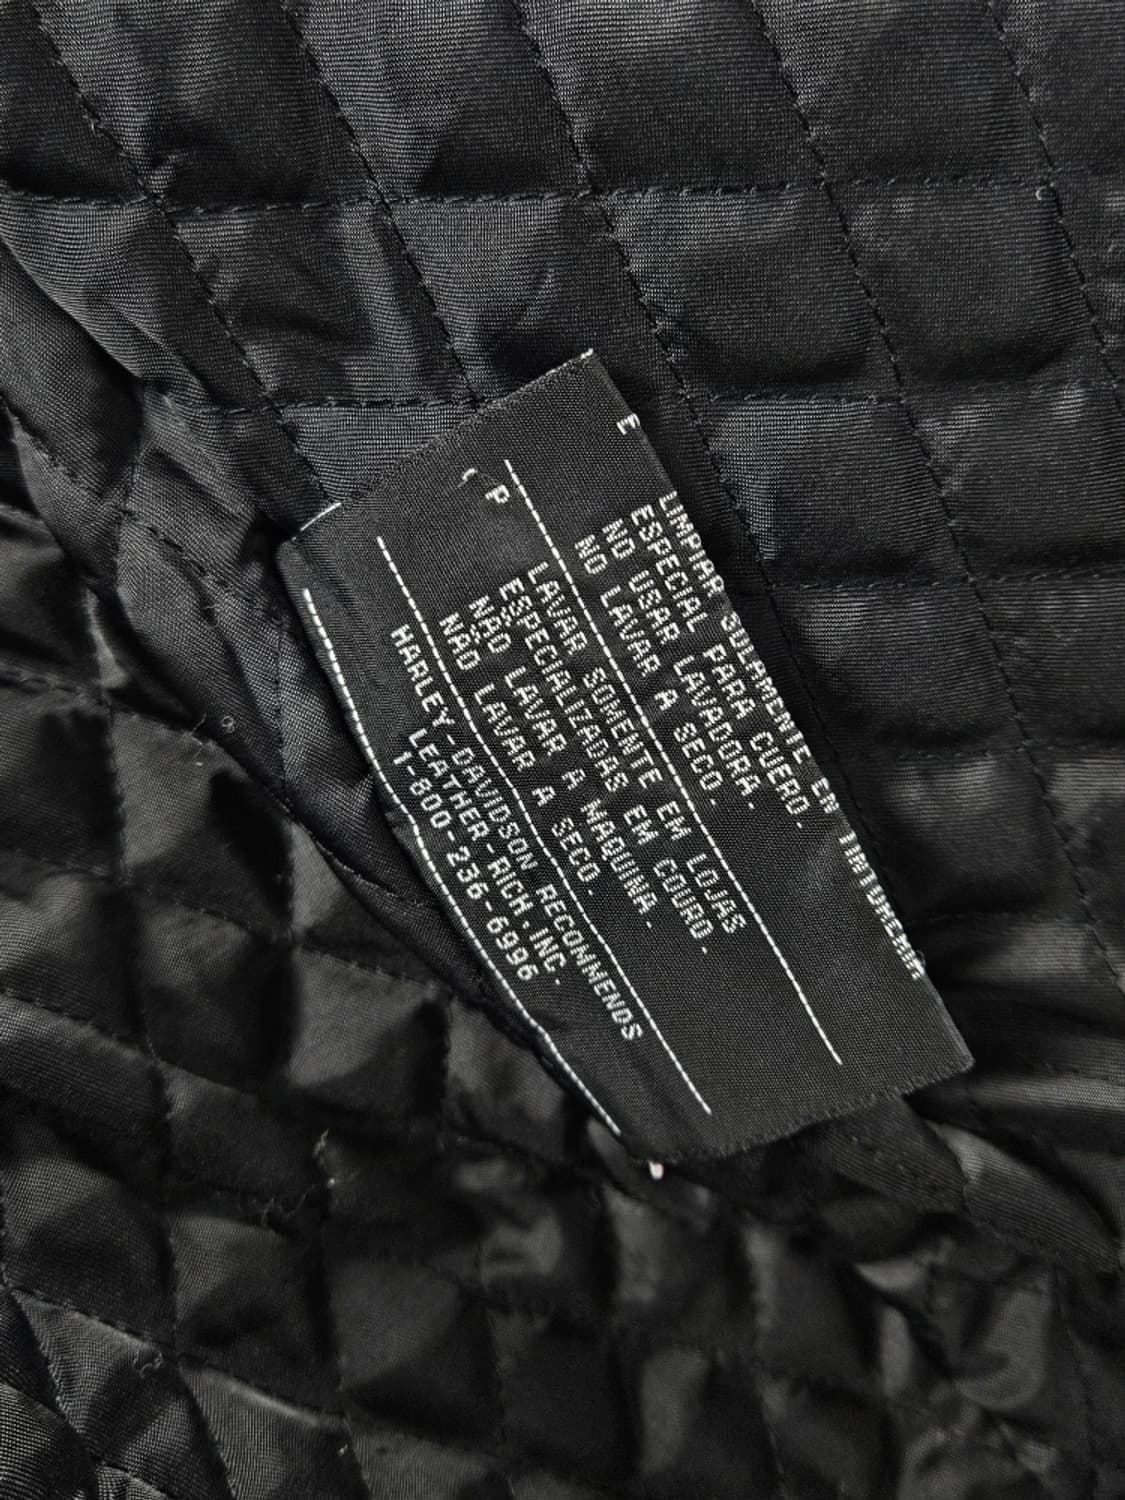 E
LIMPIAR SOLAMENTE EN TINTORERIA
ESPECIAL PARA CUERO.
NO USAR LAVADORA.
NO LAVAR A SECO.
P
LAVAR SOMENTE EM LOJAS
ESPECIALIZADAS EM COURO.
NÃO LAVAR A MAQUINA.
NÃO LAVAR A SECO.
HARLEY-DAVIDSON RECOMMENDS
LEATHER-RICH, INC.
1-800-236-6996